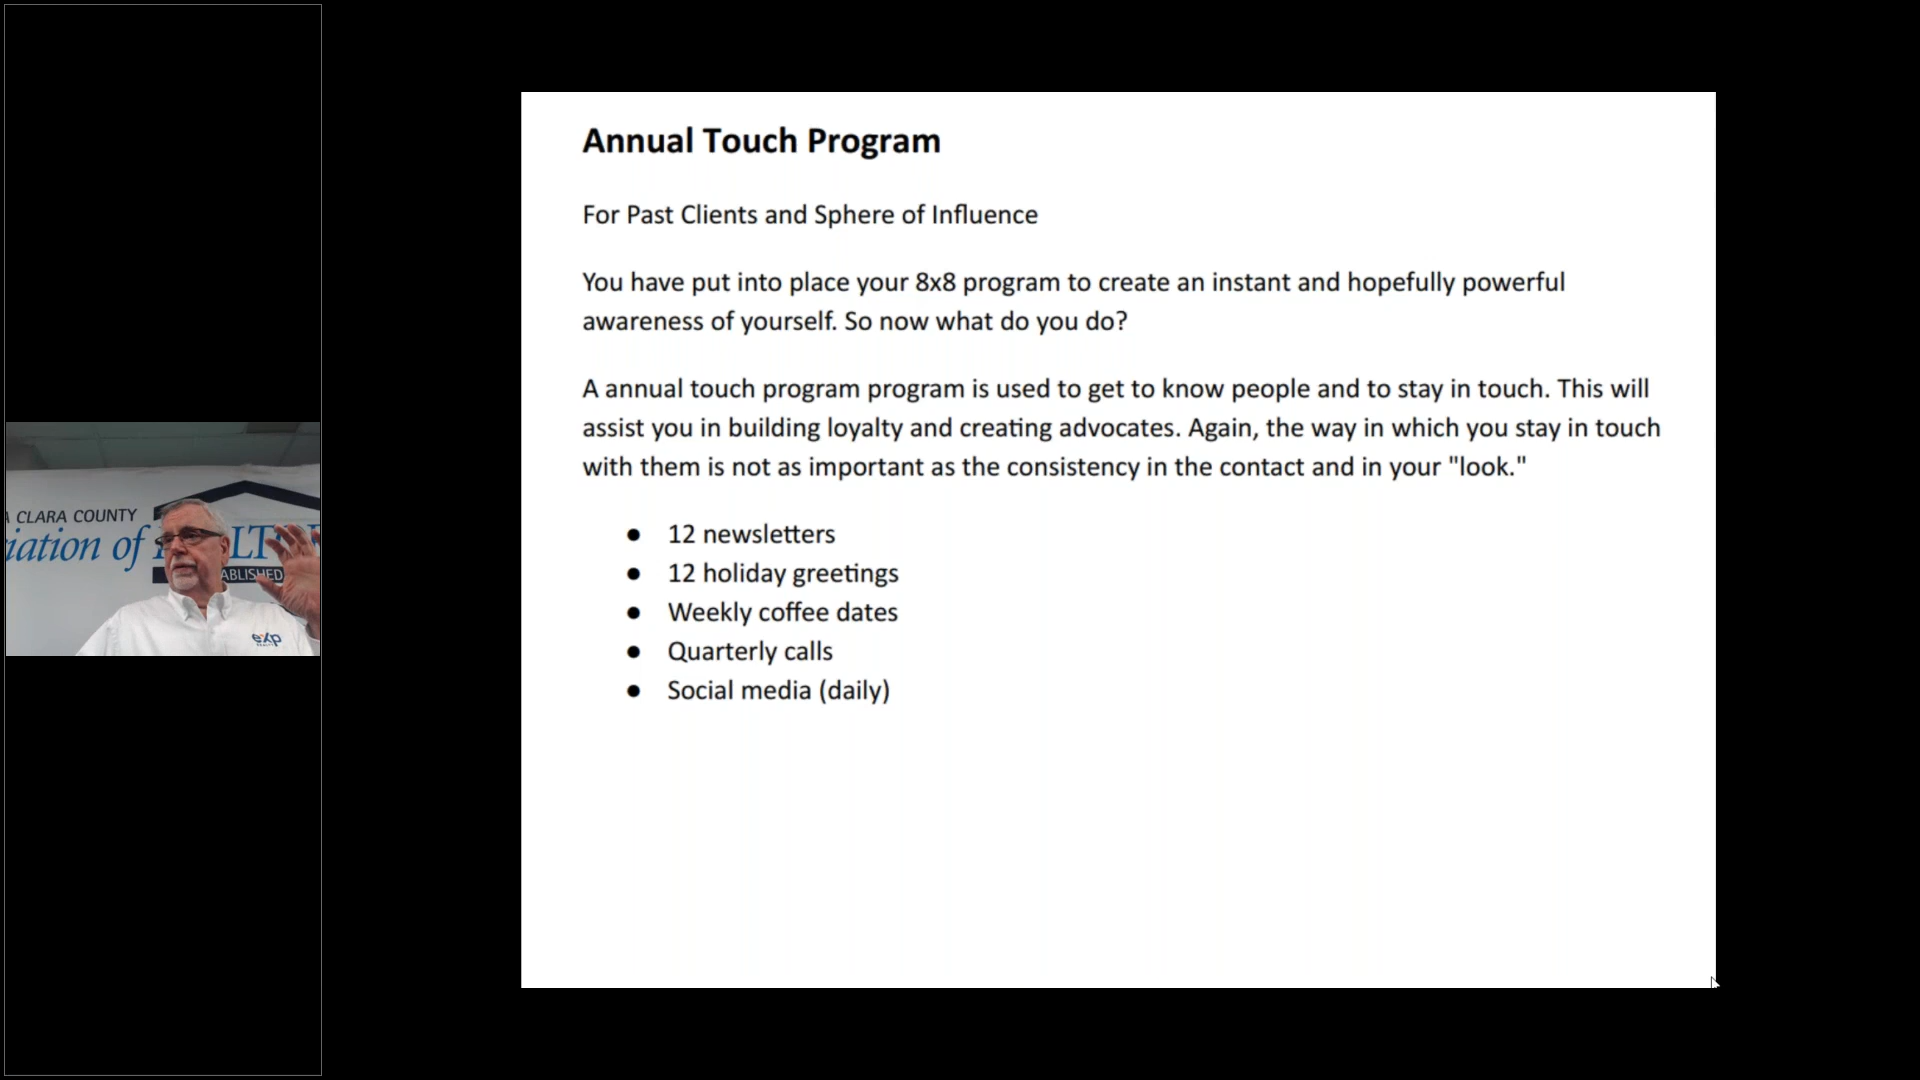 A CLARA COUNTY
iation of
ABLISHED
exp
Annual Touch Program
For Past Clients and Sphere of Influence
You have put into place your 8x8 program to create an instant and hopefully powerful
awareness of yourself. So now what do you do?
A annual touch program program is used to get to know people and to stay in touch. This will
assist you in building loyalty and creating advocates. Again, the way in which you stay in touch
with them is not as important as the consistency in the contact and in your "look."
● 12 newsletters
● 12 holiday greetings
● Weekly coffee dates
● Quarterly calls
● Social media (daily)